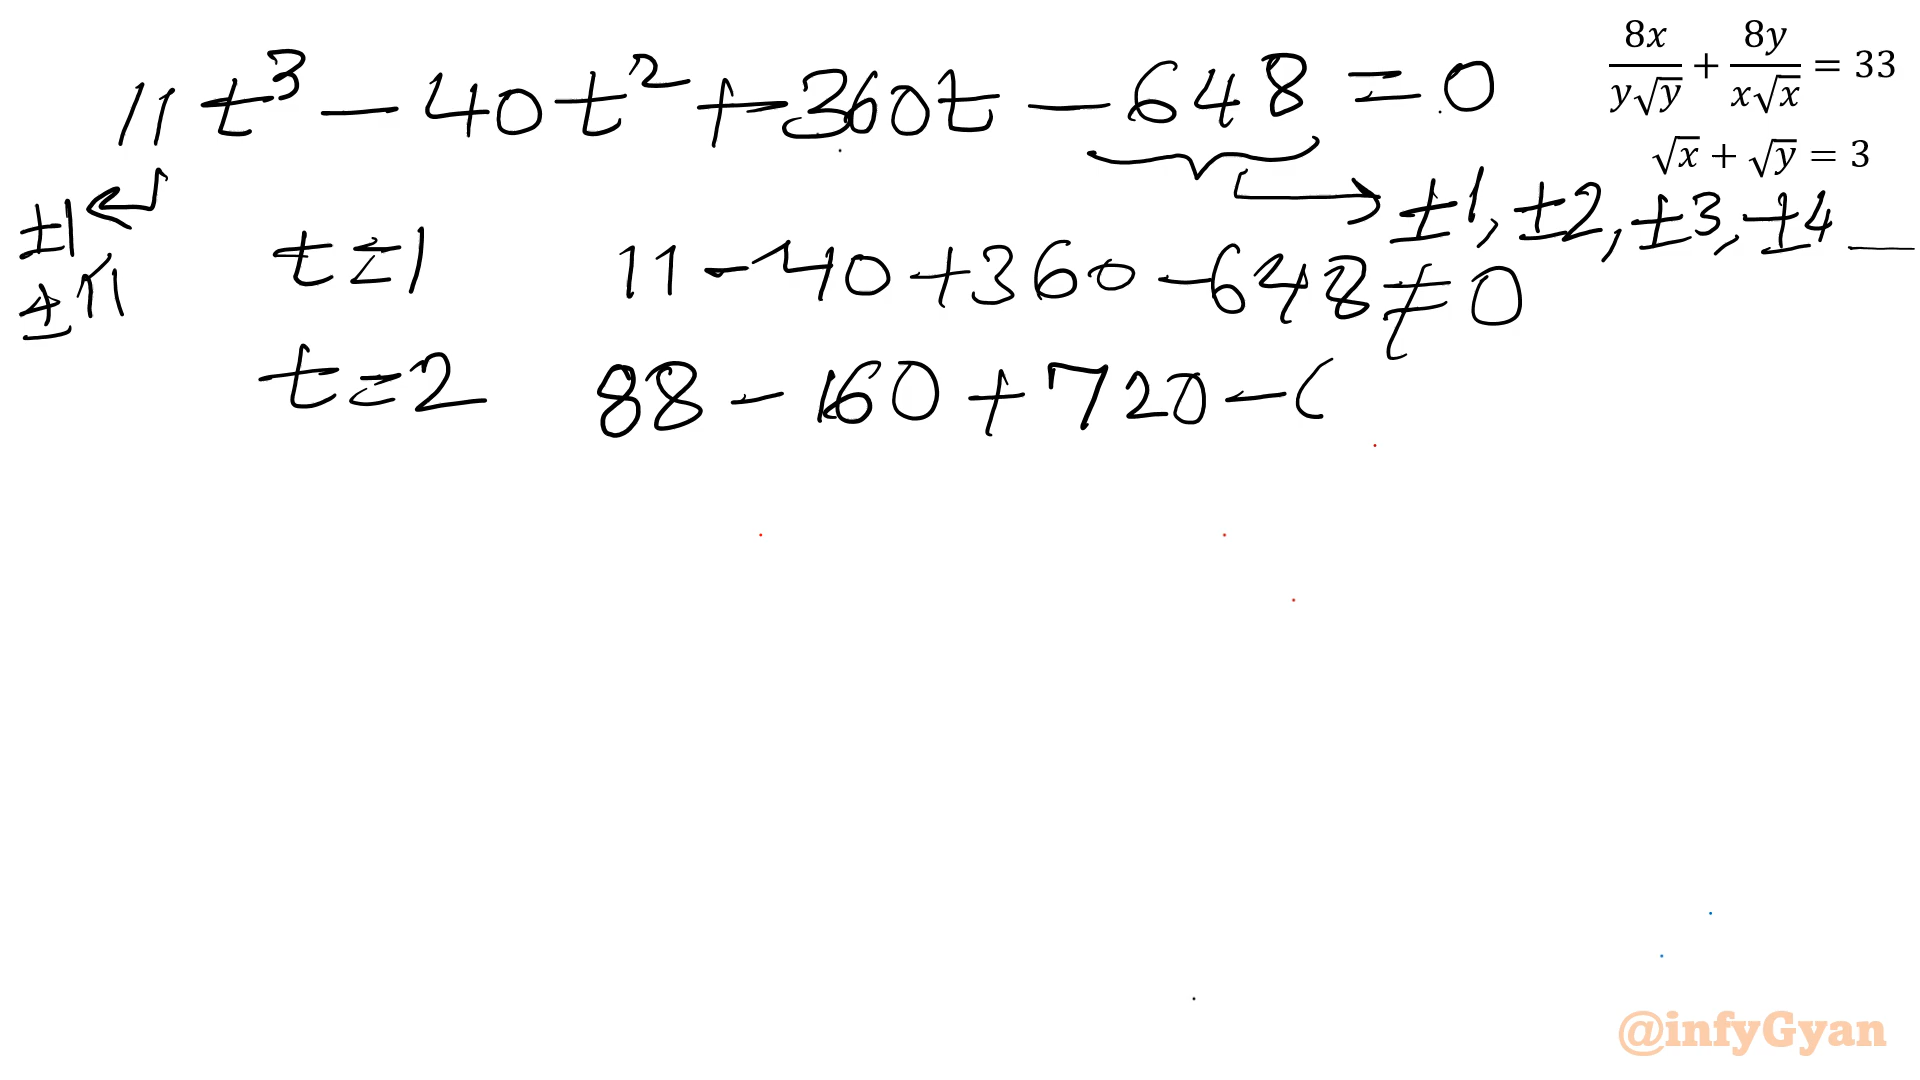 11t³ − 40t² + 360t − 648 = 0
8x/(y√y) + 8y/(x√x) = 33
√x + √y = 3
±1, ±2, ±3, ±4 __
±1
±11
t = 1 11 − 40 + 360 − 648 ≠ 0
t = 2 88 − 160 + 720 −
@infyGyan